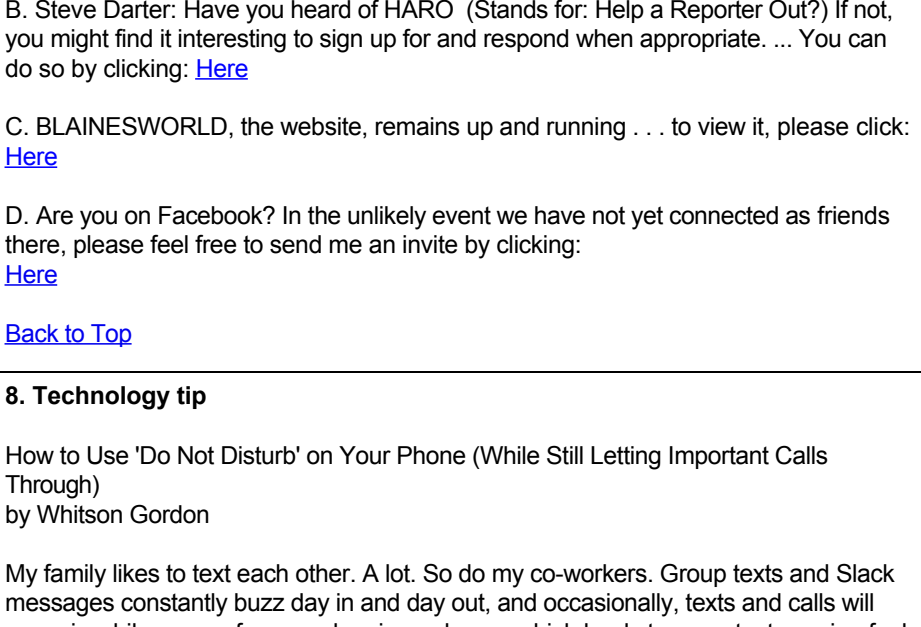 B. Steve Darter: Have you heard of HARO  (Stands for: Help a Reporter Out?) If not,
you might find it interesting to sign up for and respond when appropriate. ... You can
do so by clicking: Here
C. BLAINESWORLD, the website, remains up and running . . . to view it, please click:
Here
D. Are you on Facebook? In the unlikely event we have not yet connected as friends
there, please feel free to send me an invite by clicking:
Here
Back to Top
8. Technology tip
How to Use 'Do Not Disturb' on Your Phone (While Still Letting Important Calls
Through)
by Whitson Gordon
My family likes to text each other. A lot. So do my co-workers. Group texts and Slack
messages constantly buzz day in and day out, and occasionally, texts and calls will